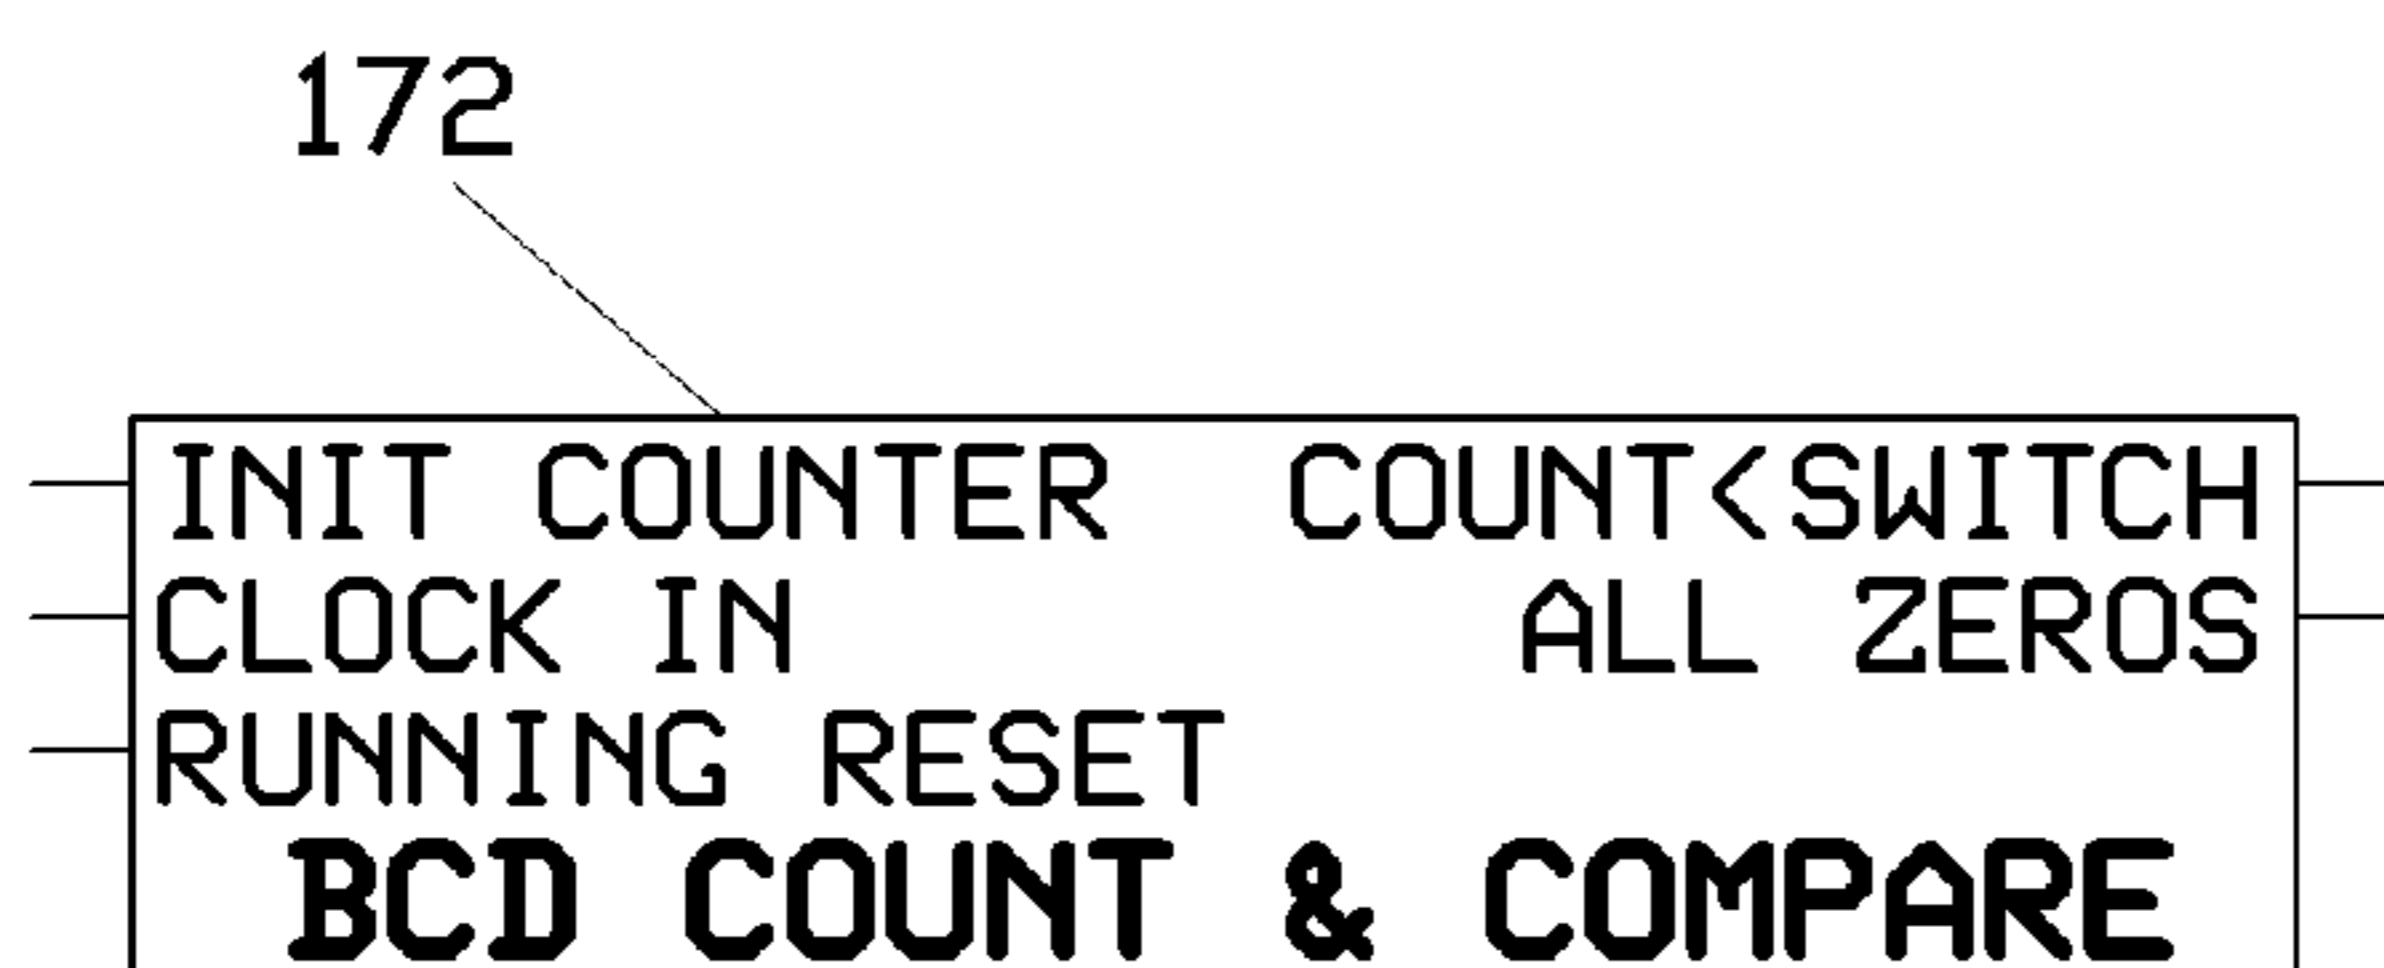 172
INIT COUNTER COUNT<SWITCH
CLOCK IN ALL ZEROS
RUNNING RESET
BCD COUNT & COMPARE